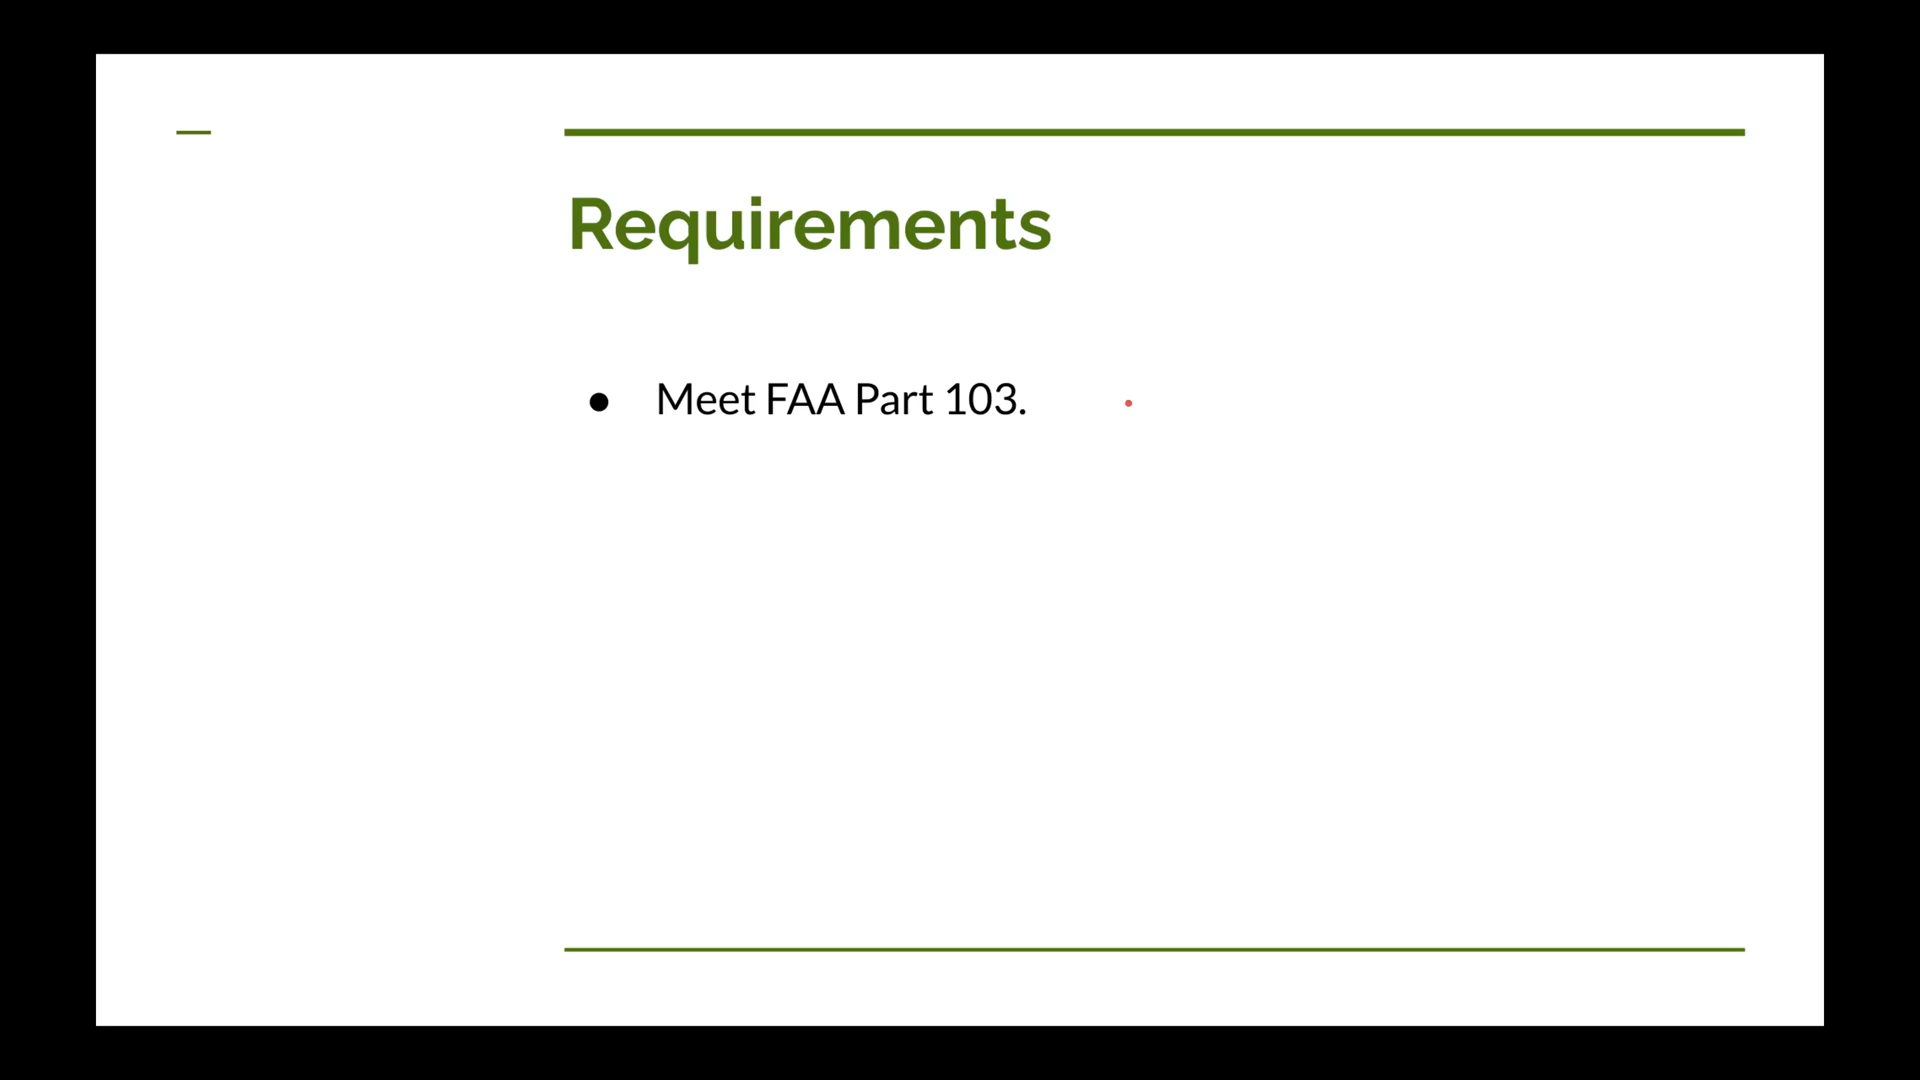 Requirements
● Meet FAA Part 103.